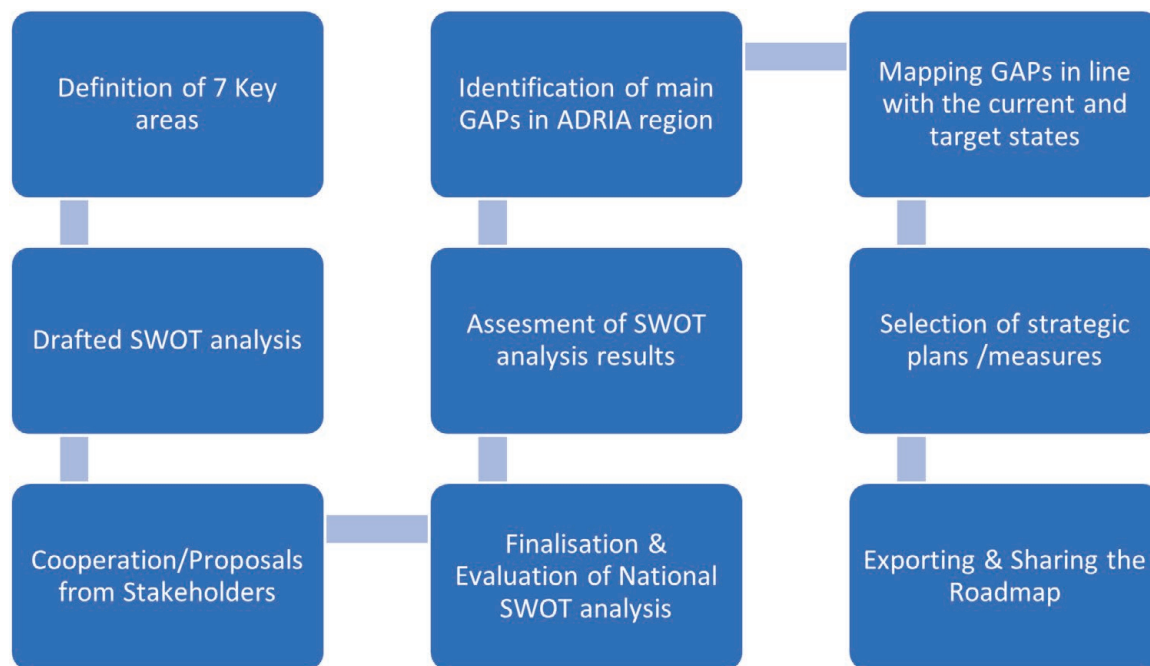 Definition of 7 Key
areas
Drafted SWOT analysis
Cooperation/Proposals
from Stakeholders
Finalisation &
Evaluation of National
SWOT analysis
Assesment of SWOT
analysis results
Identification of main
GAPs in ADRIA region
Mapping GAPs in line
with the current and
target states
Selection of strategic
plans /measures
Exporting & Sharing the
Roadmap